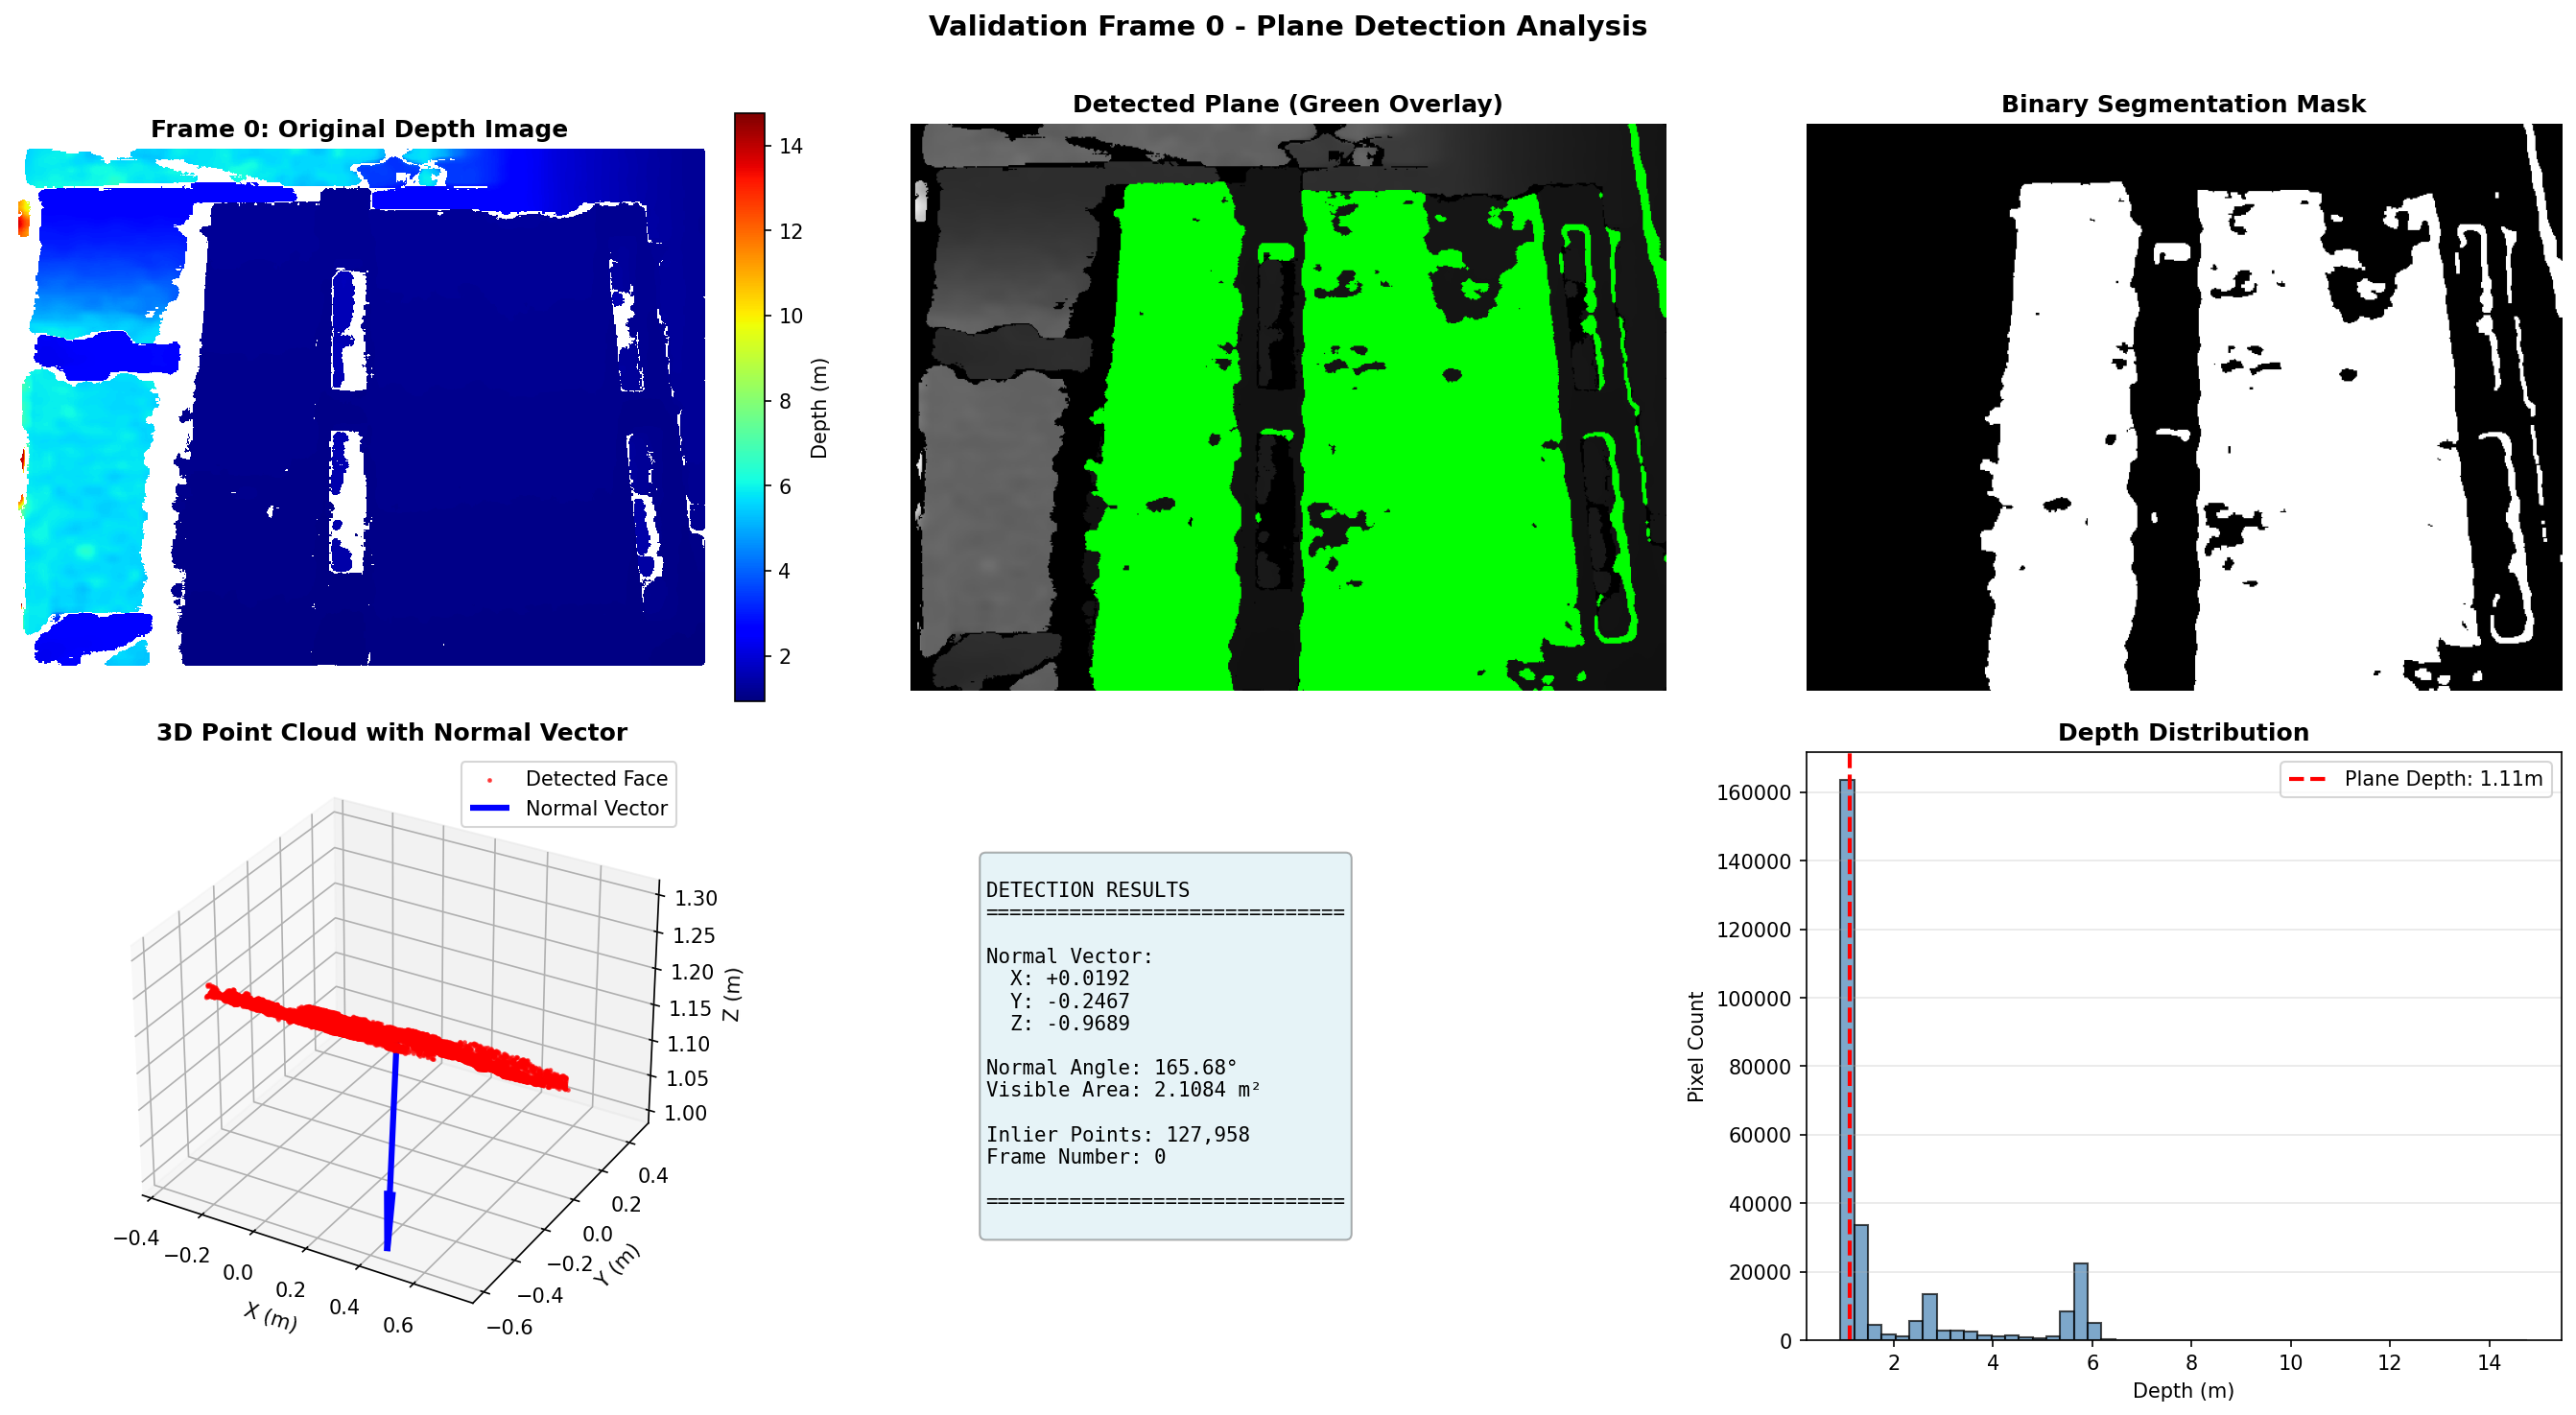 Validation Frame 0 - Plane Detection Analysis
Frame 0: Original Depth Image
14
12
10
8
6
4
2
Depth (m)
Detected Plane (Green Overlay)
Binary Segmentation Mask
3D Point Cloud with Normal Vector
Detected Face
Normal Vector
1.30
1.25
1.20
1.15
1.10
1.05
1.00
Z (m)
0.4
0.2
0.0
−0.2
−0.4
−0.6
Y (m)
−0.4
−0.2
0.0
0.2
0.4
0.6
X (m)
DETECTION RESULTS
==============================
Normal Vector:
X: +0.0192
Y: -0.2467
Z: -0.9689
Normal Angle: 165.68°
Visible Area: 2.1084 m²
Inlier Points: 127,958
Frame Number: 0
==============================
Depth Distribution
Plane Depth: 1.11m
160000
140000
120000
100000
80000
60000
40000
20000
0
Pixel Count
2
4
6
8
10
12
14
Depth (m)